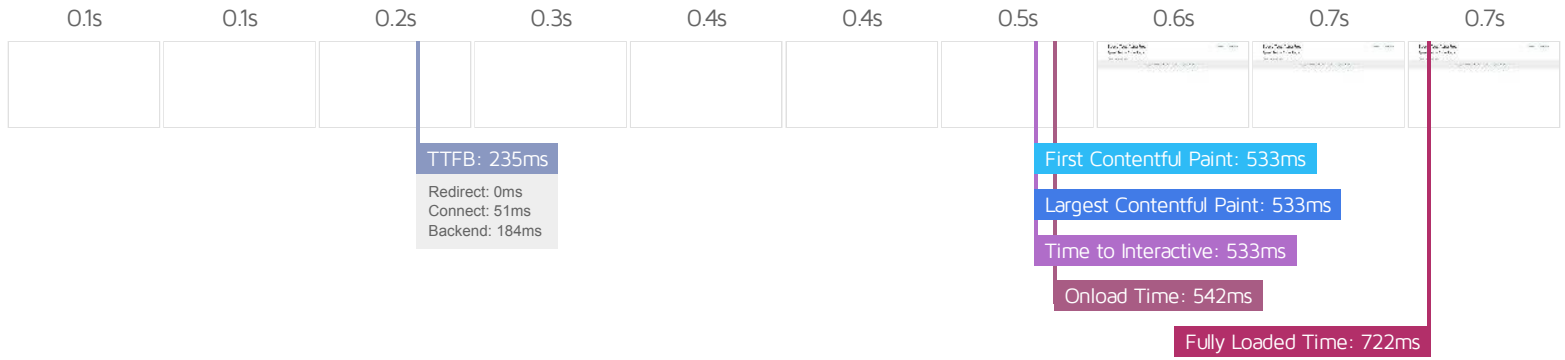 0.1s 0.1s 0.2s 0.3s 0.4s 0.4s 0.5s 0.6s 0.7s 0.7s
TTFB: 235ms
Redirect: 0ms
Connect: 51ms
Backend: 184ms
First Contentful Paint: 533ms
Largest Contentful Paint: 533ms
Time to Interactive: 533ms
Onload Time: 542ms
Fully Loaded Time: 722ms